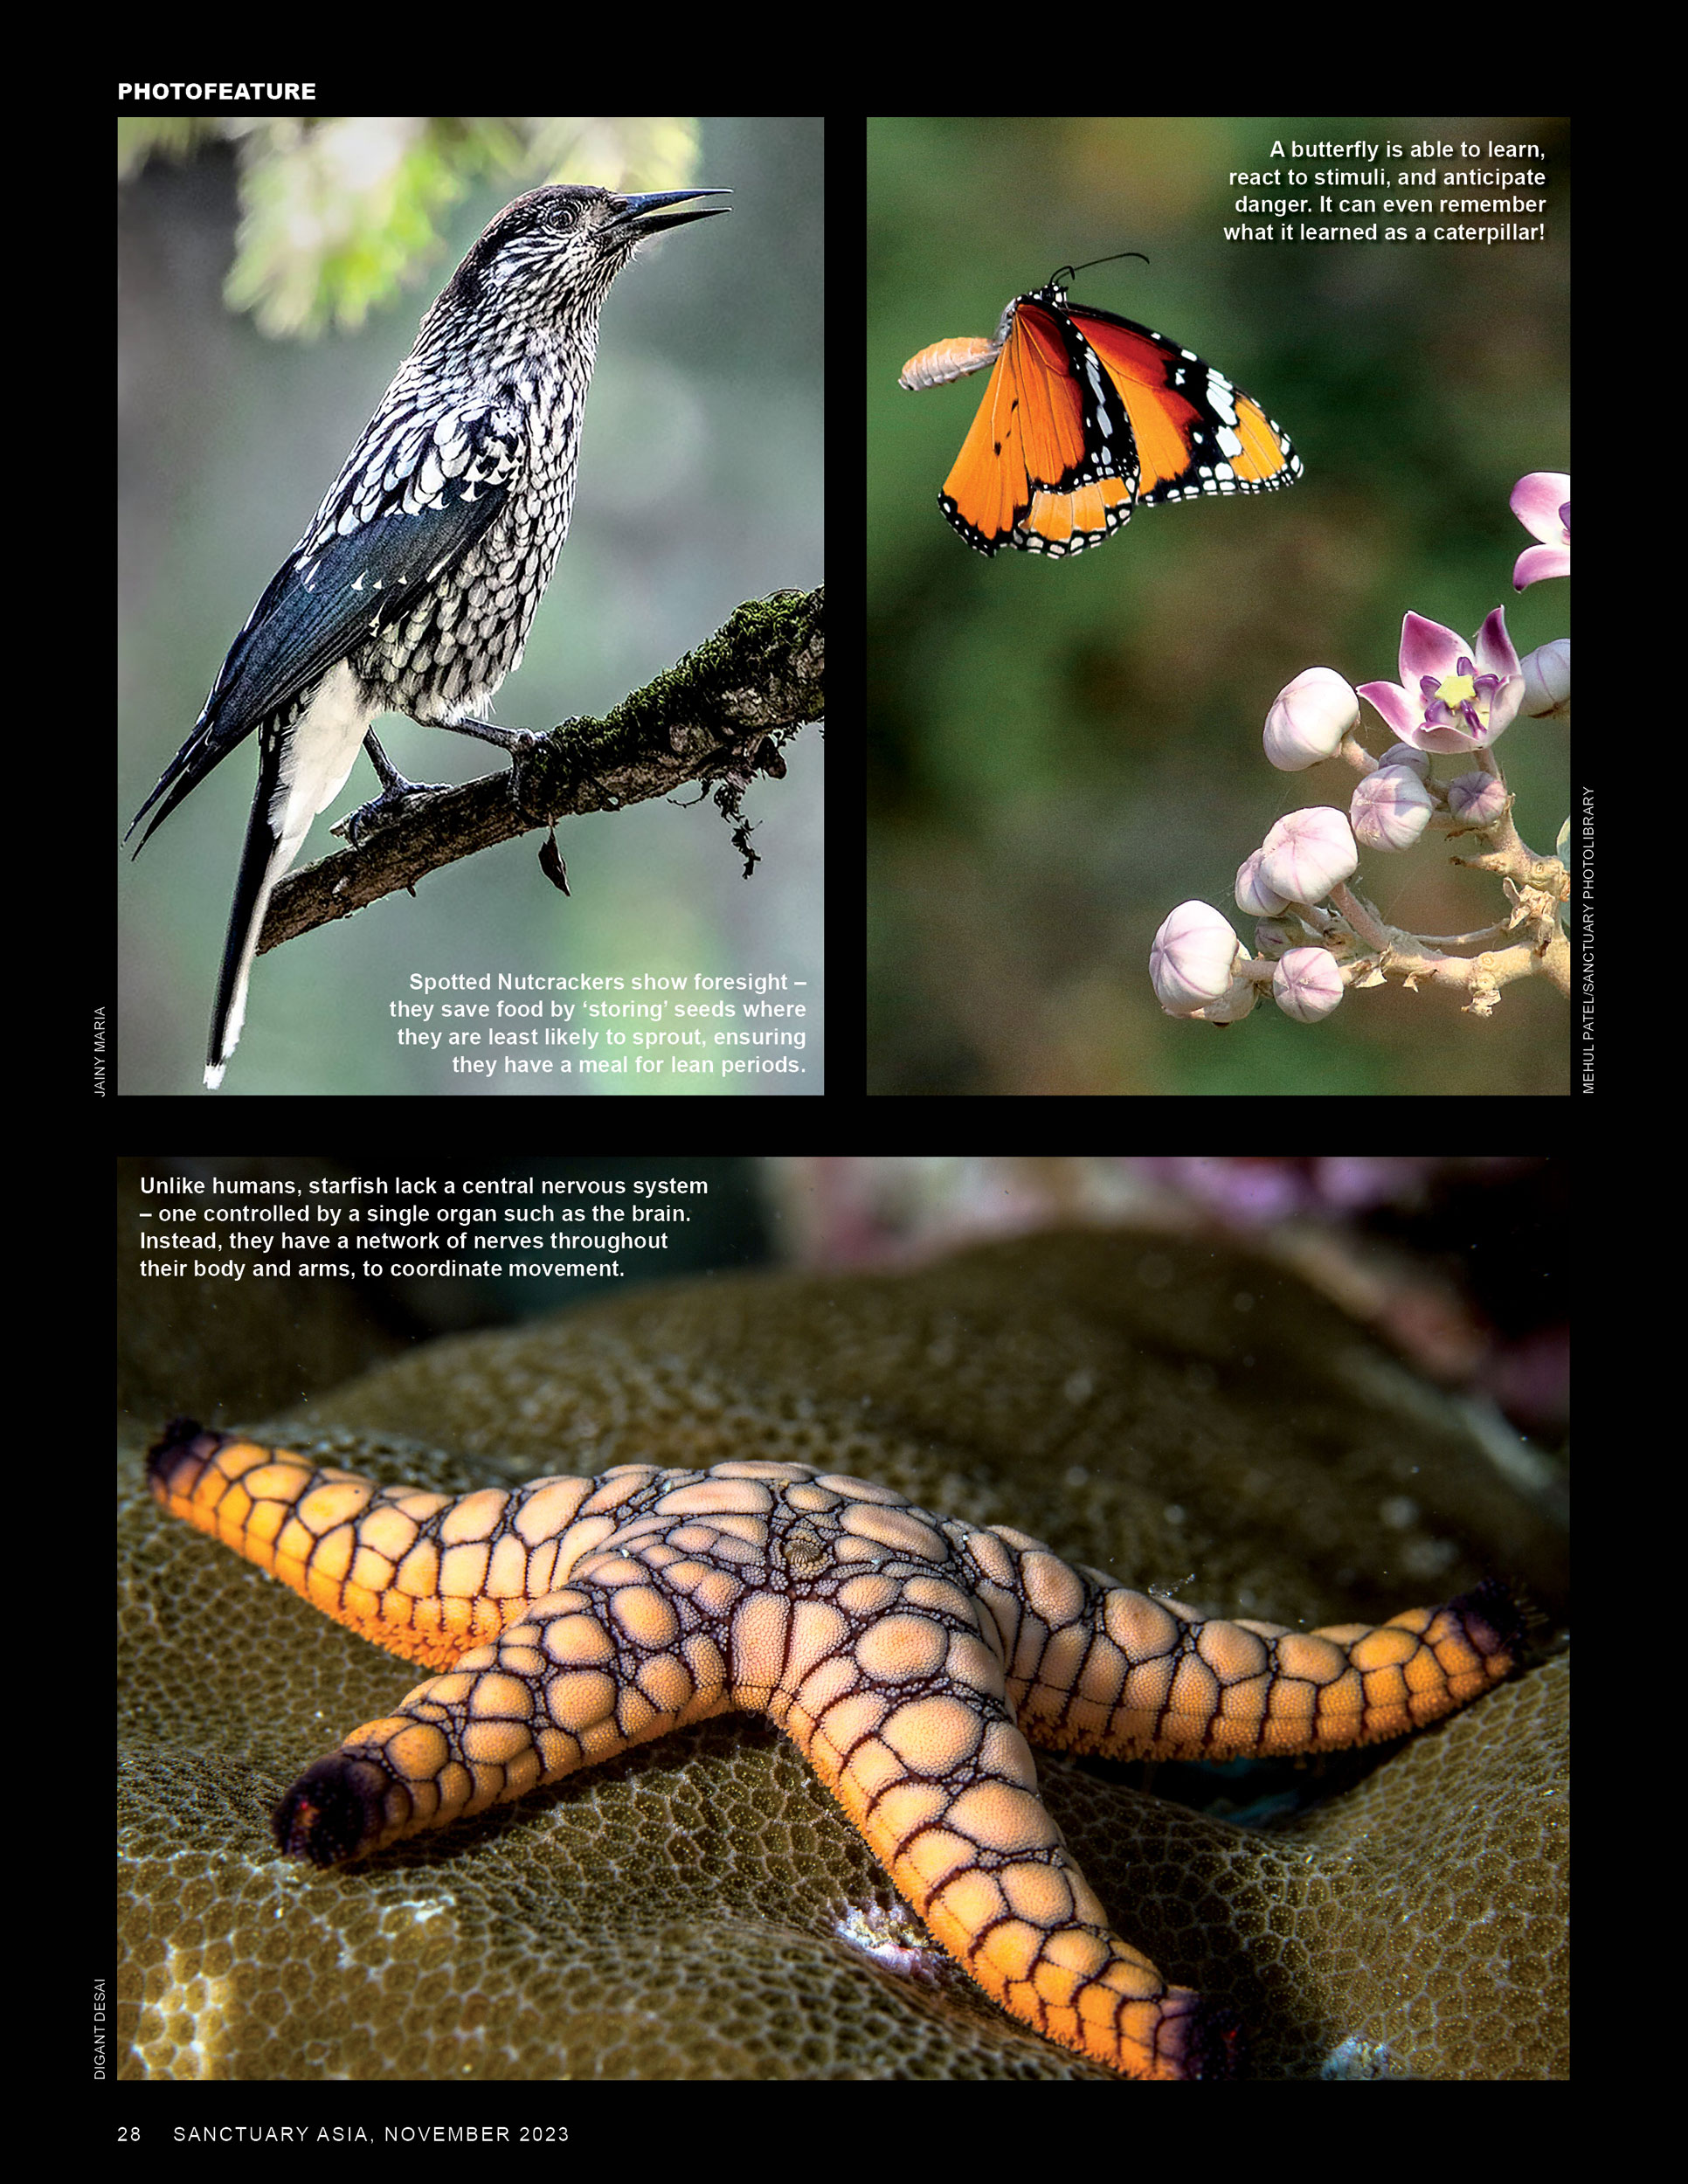 PHOTOFEATURE
Spotted Nutcrackers show foresight –
they save food by ‘storing’ seeds where
they are least likely to sprout, ensuring
they have a meal for lean periods.
JAINY MARIA
A butterfly is able to learn,
react to stimuli, and anticipate
danger. It can even remember
what it learned as a caterpillar!
MEHUL PATEL/SANCTUARY PHOTOLIBRARY
Unlike humans, starfish lack a central nervous system
– one controlled by a single organ such as the brain.
Instead, they have a network of nerves throughout
their body and arms, to coordinate movement.
DIGANT DESAI
28 SANCTUARY ASIA, NOVEMBER 2023